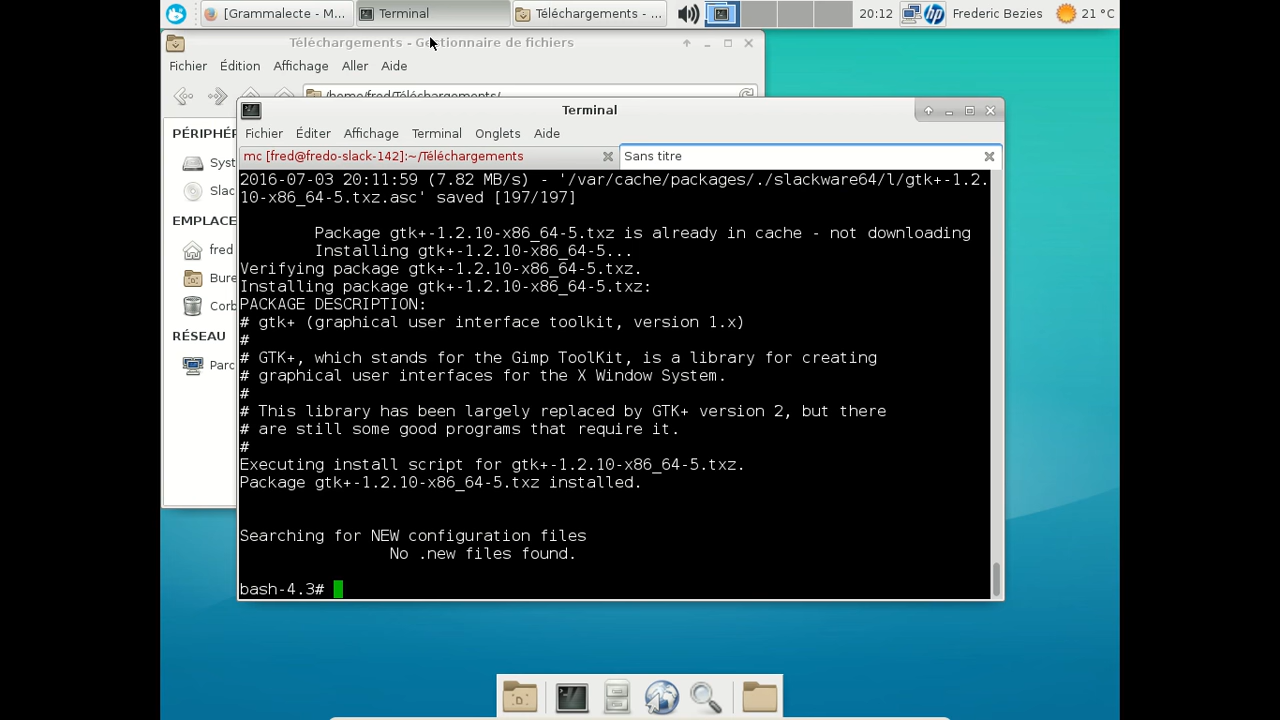 [Grammalecte - M...
Terminal
Téléchargements - ...
20:12
hp
Frederic Bezies
21 °C
Téléchargements - Gestionnaire de fichiers
Fichier Édition Affichage Aller Aide
/home/fred/Téléchargements/
PÉRIPHÉR
Syst
Slac
EMPLACE
fred
Bure
Corb
RÉSEAU
Parc
Terminal
Fichier Éditer Affichage Terminal Onglets Aide
mc [fred@fredo-slack-142]:~/Téléchargements
Sans titre
2016-07-03 20:11:59 (7.82 MB/s) - '/var/cache/packages/./slackware64/l/gtk+-1.2.
10-x86_64-5.txz.asc' saved [197/197]
Package gtk+-1.2.10-x86_64-5.txz is already in cache - not downloading
Installing gtk+-1.2.10-x86_64-5...
Verifying package gtk+-1.2.10-x86_64-5.txz.
Installing package gtk+-1.2.10-x86_64-5.txz:
PACKAGE DESCRIPTION:
# gtk+ (graphical user interface toolkit, version 1.x)
#
# GTK+, which stands for the Gimp ToolKit, is a library for creating
# graphical user interfaces for the X Window System.
#
# This library has been largely replaced by GTK+ version 2, but there
# are still some good programs that require it.
#
Executing install script for gtk+-1.2.10-x86_64-5.txz.
Package gtk+-1.2.10-x86_64-5.txz installed.
Searching for NEW configuration files
No .new files found.
bash-4.3#